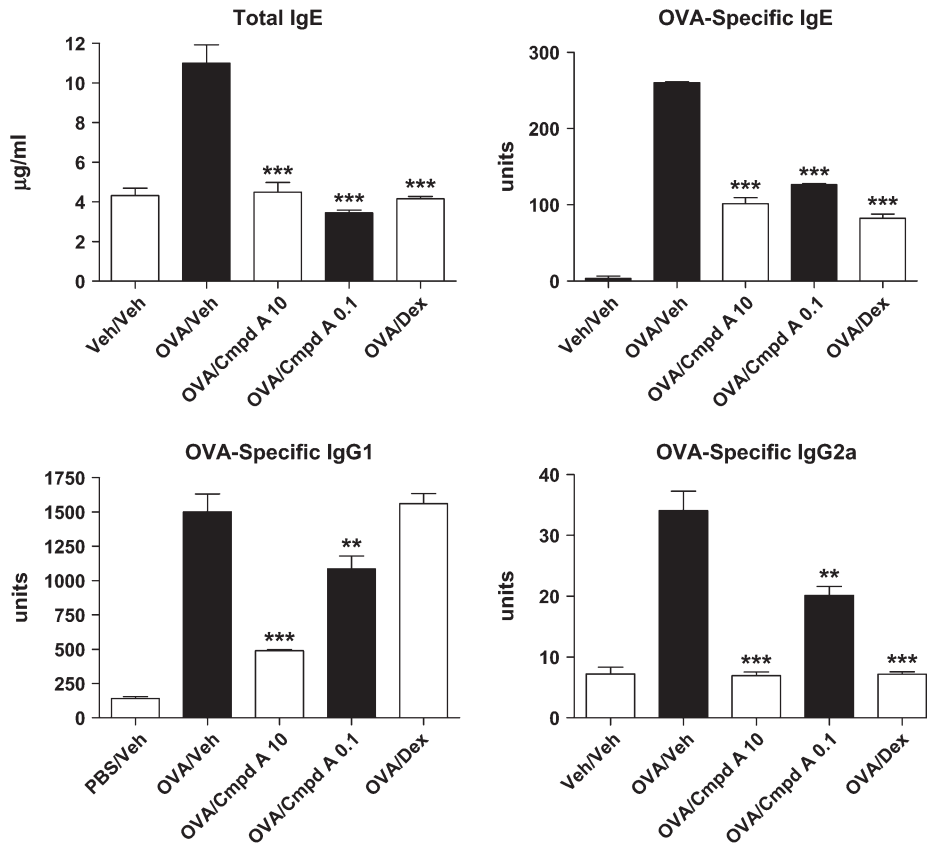 Total IgE
12
10
8
6
4
2
0
µg/ml
***
***
***
Veh/Veh
OVA/Veh
OVA/Cmpd A 10
OVA/Cmpd A 0.1
OVA/Dex
OVA-Specific IgE
300
200
100
0
units
***
***
***
Veh/Veh
OVA/Veh
OVA/Cmpd A 10
OVA/Cmpd A 0.1
OVA/Dex
OVA-Specific IgG1
1750
1500
1250
1000
750
500
250
0
units
***
**
PBS/Veh
OVA/Veh
OVA/Cmpd A 10
OVA/Cmpd A 0.1
OVA/Dex
OVA-Specific IgG2a
40
30
20
10
0
units
***
**
***
Veh/Veh
OVA/Veh
OVA/Cmpd A 10
OVA/Cmpd A 0.1
OVA/Dex